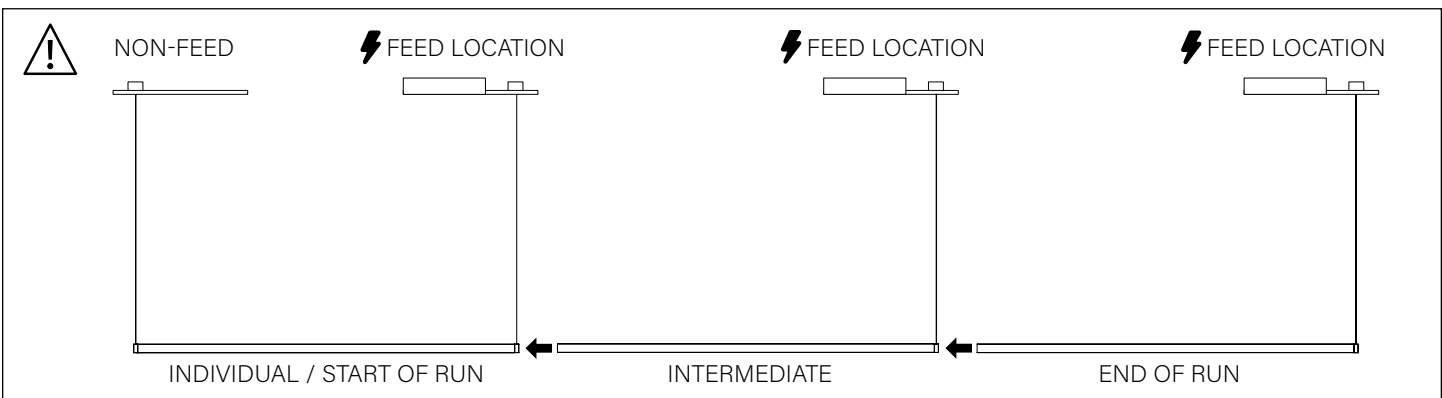 NON-FEED
FEED LOCATION
FEED LOCATION
FEED LOCATION
INDIVIDUAL / START OF RUN
INTERMEDIATE
END OF RUN